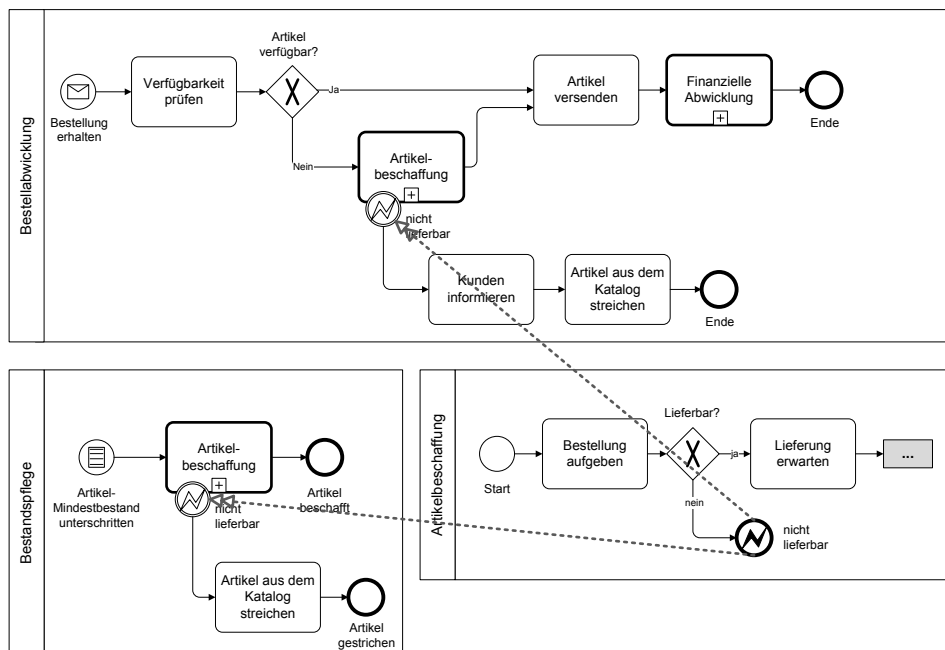 Bestellabwicklung
Bestellung
erhalten
Verfügbarkeit
prüfen
Artikel
verfügbar?
Ja
Nein
Artikel-
beschaffung
nicht
lieferbar
Artikel
versenden
Finanzielle
Abwicklung
Ende
Kunden
informieren
Artikel aus dem
Katalog
streichen
Ende
Bestandspflege
Artikel-
Mindestbestand
unterschritten
Artikel-
beschaffung
nicht
lieferbar
Artikel
beschafft
Artikel aus dem
Katalog
streichen
Artikel
gestrichen
Artikelbeschaffung
Start
Bestellung
aufgeben
Lieferbar?
ja
nein
Lieferung
erwarten
...
nicht
lieferbar